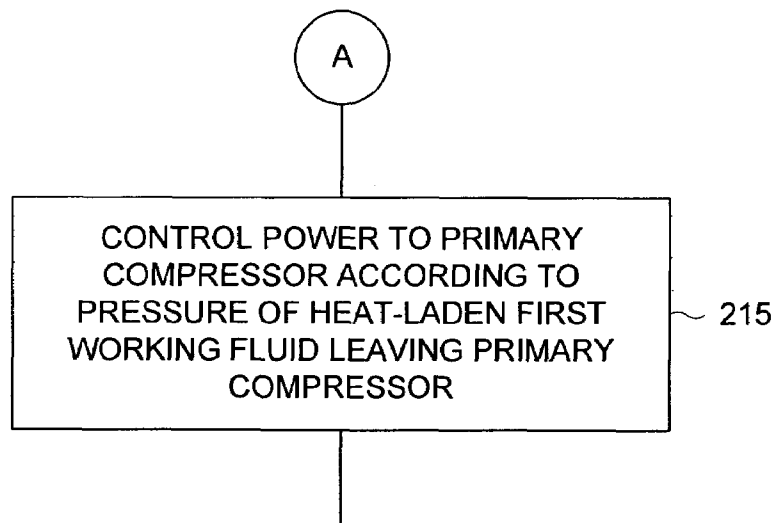 A
CONTROL POWER TO PRIMARY
COMPRESSOR ACCORDING TO
PRESSURE OF HEAT-LADEN FIRST
WORKING FLUID LEAVING PRIMARY
COMPRESSOR
215